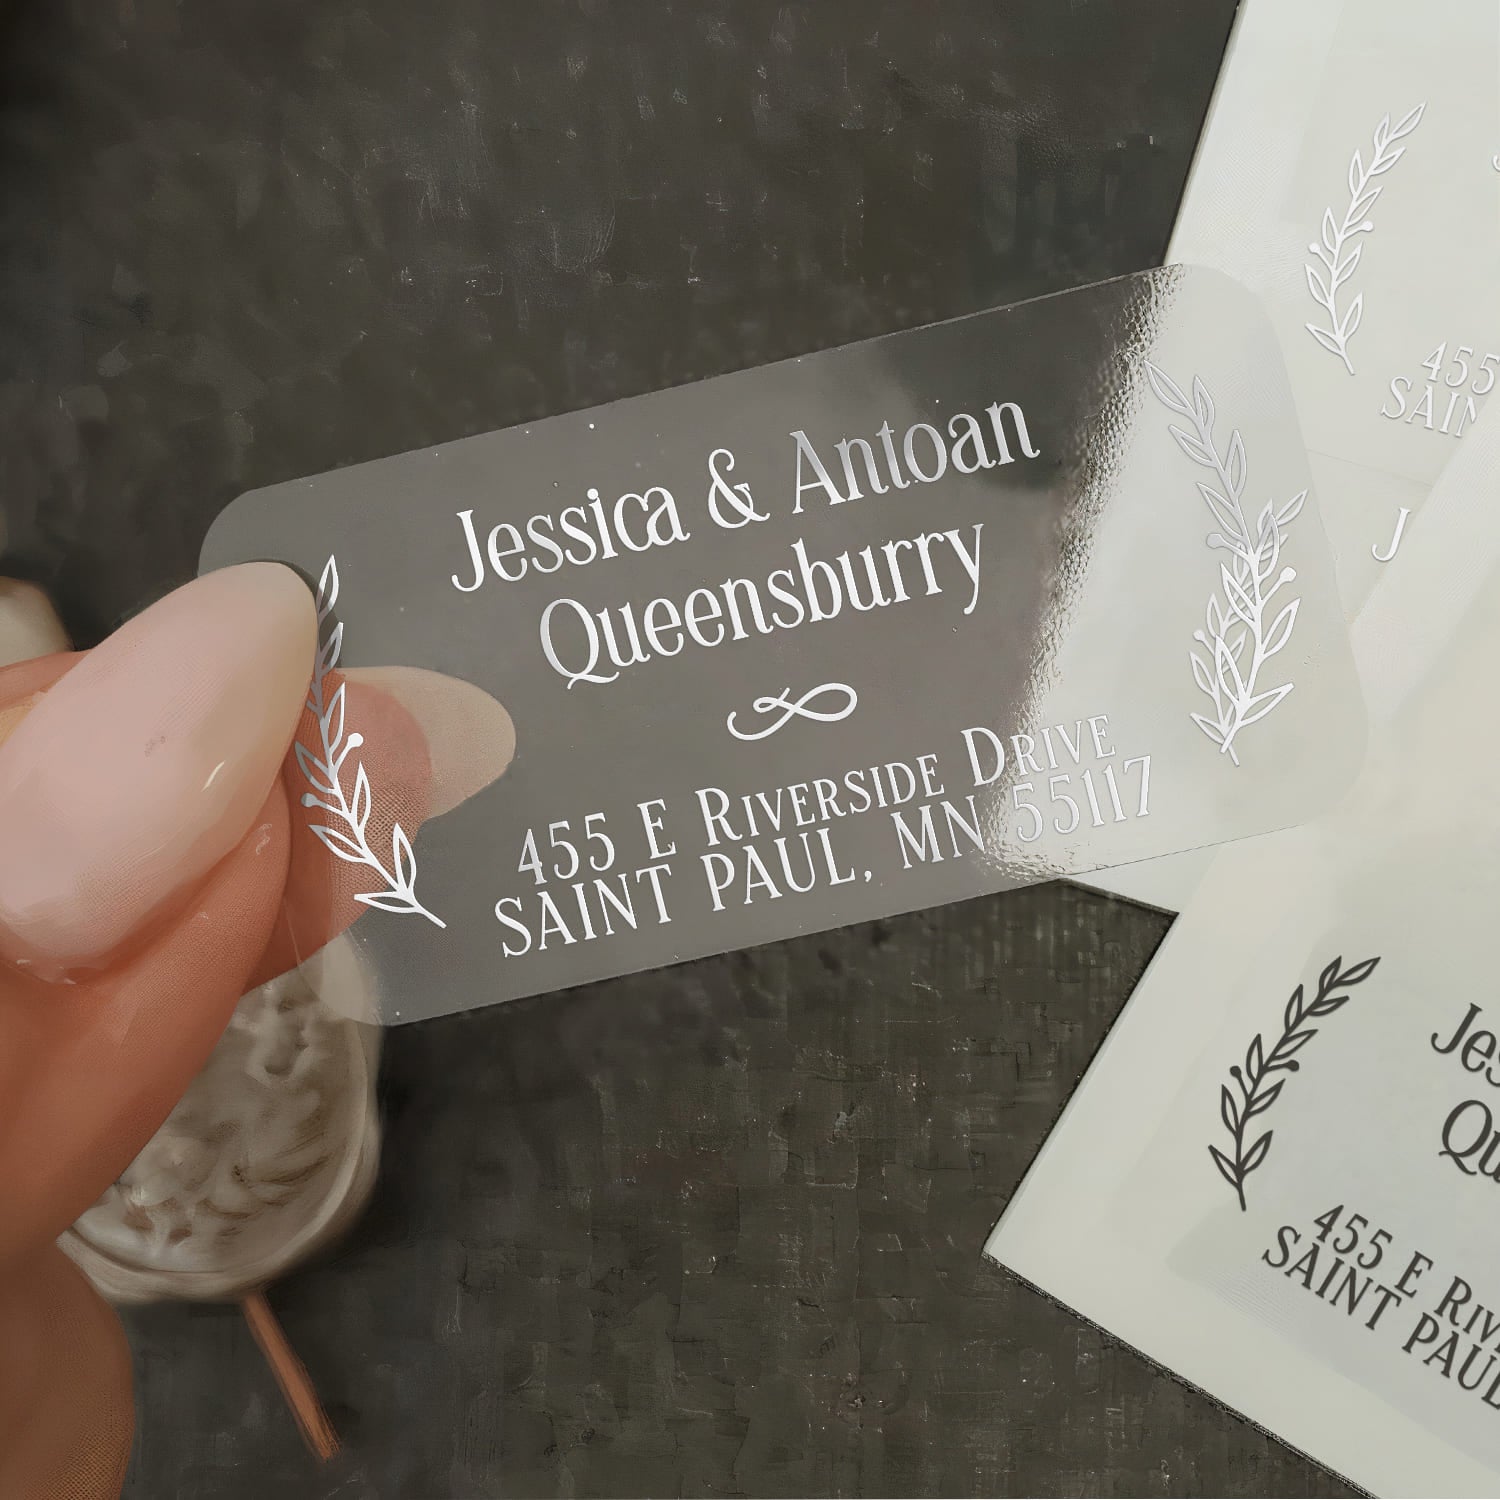 Jessica & Antoan
Queensburry
455 E Riverside Drive
SAINT PAUL, MN 55117
455
SAIN
J
Jes
Qu
455 E Riv
SAINT PAUL